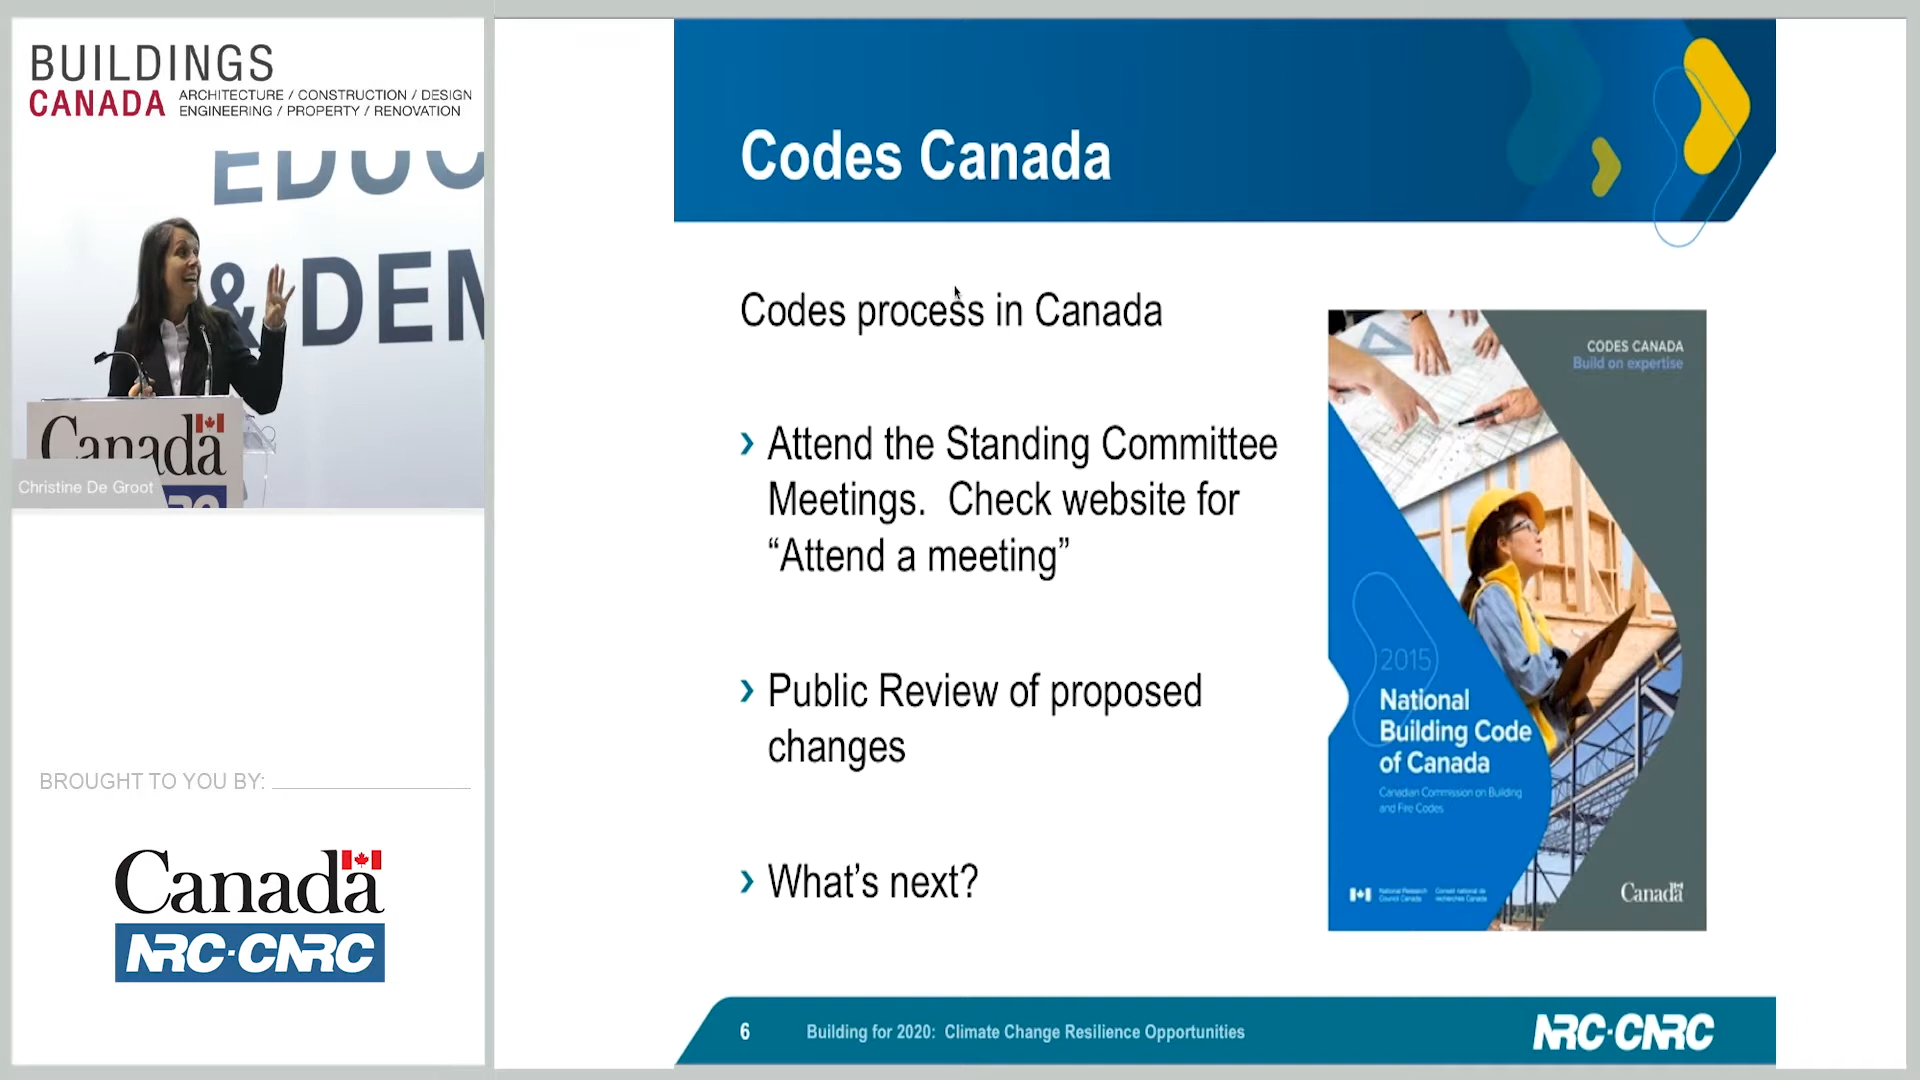 BUILDINGS
CANADA
ARCHITECTURE / CONSTRUCTION / DESIGN
ENGINEERING / PROPERTY / RENOVATION
& DEM
Canada
Christine De Groot
BROUGHT TO YOU BY:
Canada
NRC·CNRC
Codes Canada
Codes process in Canada
› Attend the Standing Committee
Meetings.  Check website for
“Attend a meeting”
› Public Review of proposed
changes
› What’s next?
CODES CANADA
Build on expertise
2015
National
Building Code
of Canada
Canadian Commission on Building
and Fire Codes
National Research
Council Canada
Conseil national de
recherches Canada
Canada
6
Building for 2020:  Climate Change Resilience Opportunities
NRC·CNRC